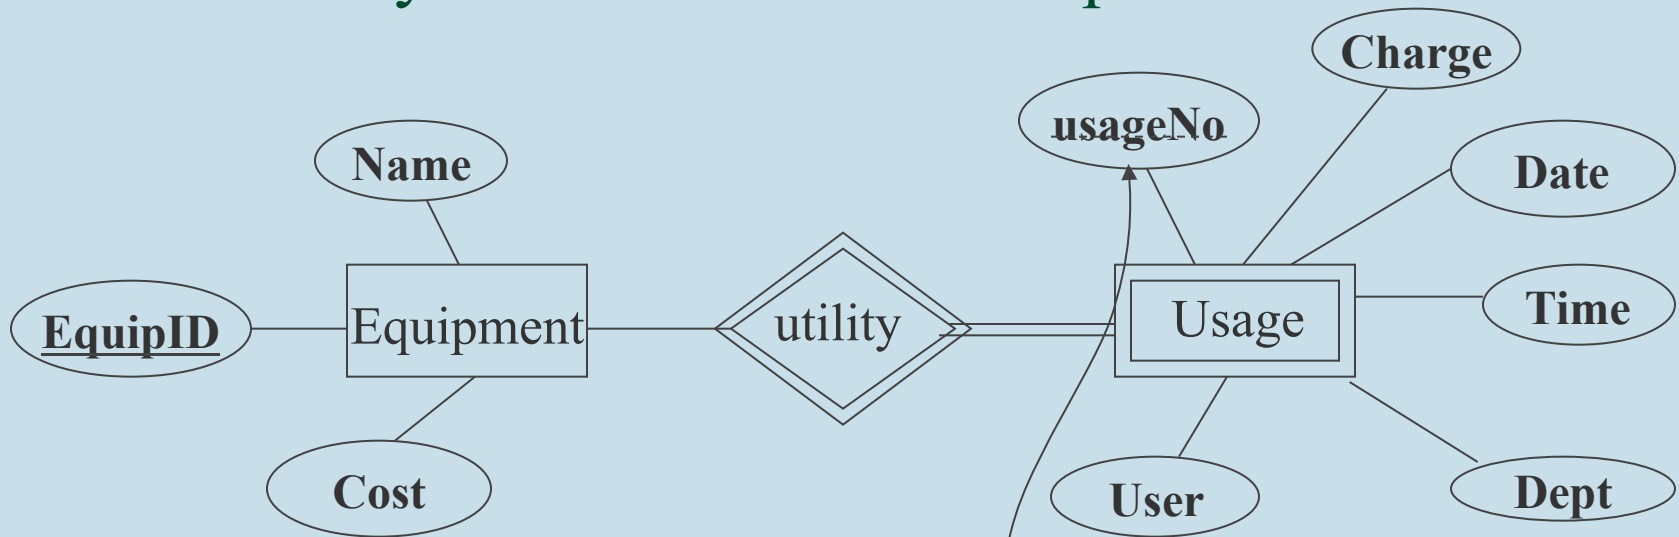 Charge
usageNo
Name
Date
EquipID
Equipment
utility
Usage
Time
Cost
User
Dept